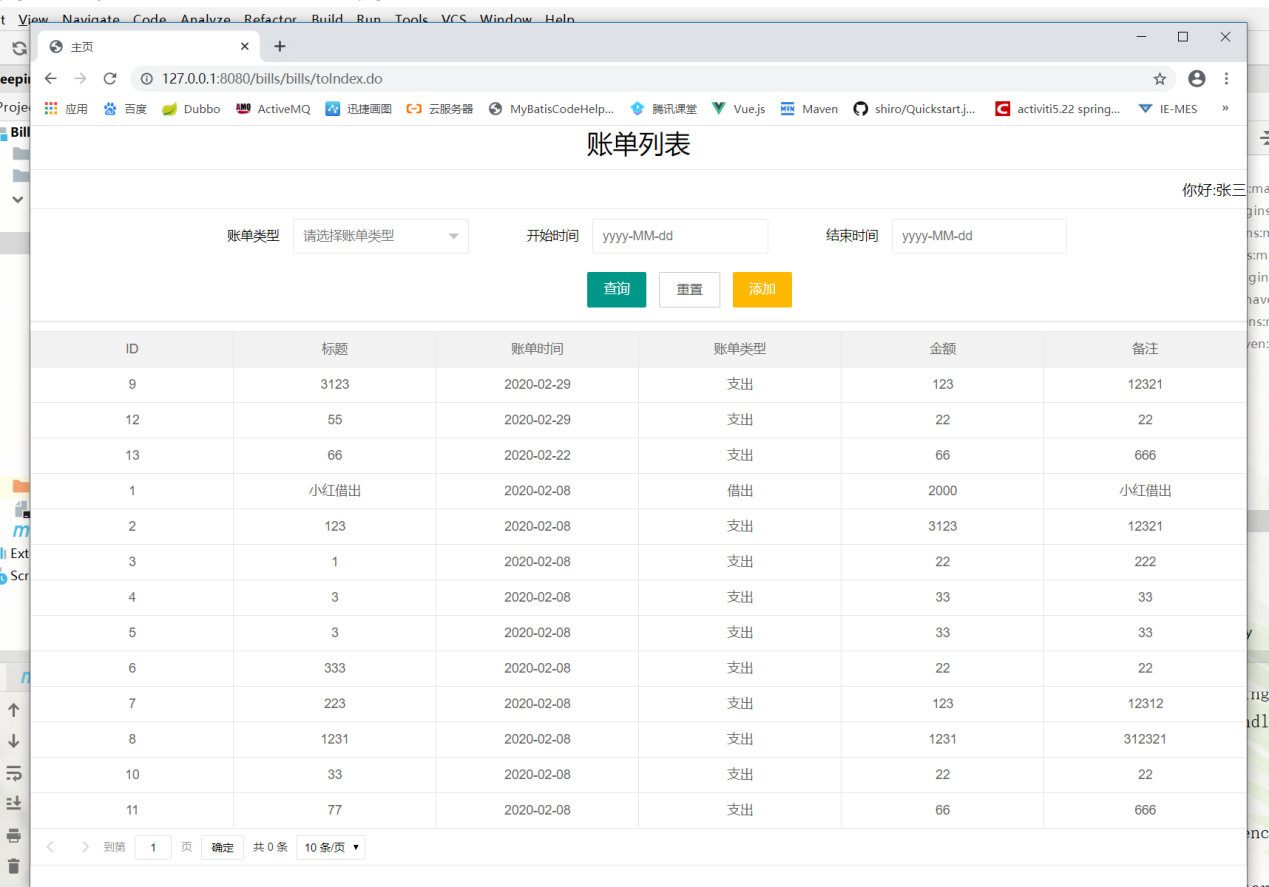 View Navigate Code Analyze Refactor Build Run Tools VCS Window Help
主页
127.0.0.1:8080/bills/bills/toIndex.do
应用 百度 Dubbo ActiveMQ 迅捷画图 云服务器 MyBatisCodeHelp... 腾讯课堂 Vue.js Maven shiro/Quickstart.j... activiti5.22 spring... IE-MES »
账单列表
你好:张三
账单类型 请选择账单类型 开始时间 yyyy-MM-dd 结束时间 yyyy-MM-dd
查询 重置 添加
ID 标题 账单时间 账单类型 金额 备注
9 3123 2020-02-29 支出 123 12321
12 55 2020-02-29 支出 22 22
13 66 2020-02-22 支出 66 666
1 小红借出 2020-02-08 借出 2000 小红借出
2 123 2020-02-08 支出 3123 12321
3 1 2020-02-08 支出 22 222
4 3 2020-02-08 支出 33 33
5 3 2020-02-08 支出 33 33
6 333 2020-02-08 支出 22 22
7 223 2020-02-08 支出 123 12312
8 1231 2020-02-08 支出 1231 312321
10 33 2020-02-08 支出 22 22
11 77 2020-02-08 支出 66 666
到第 1 页 确定 共 0 条 10 条/页